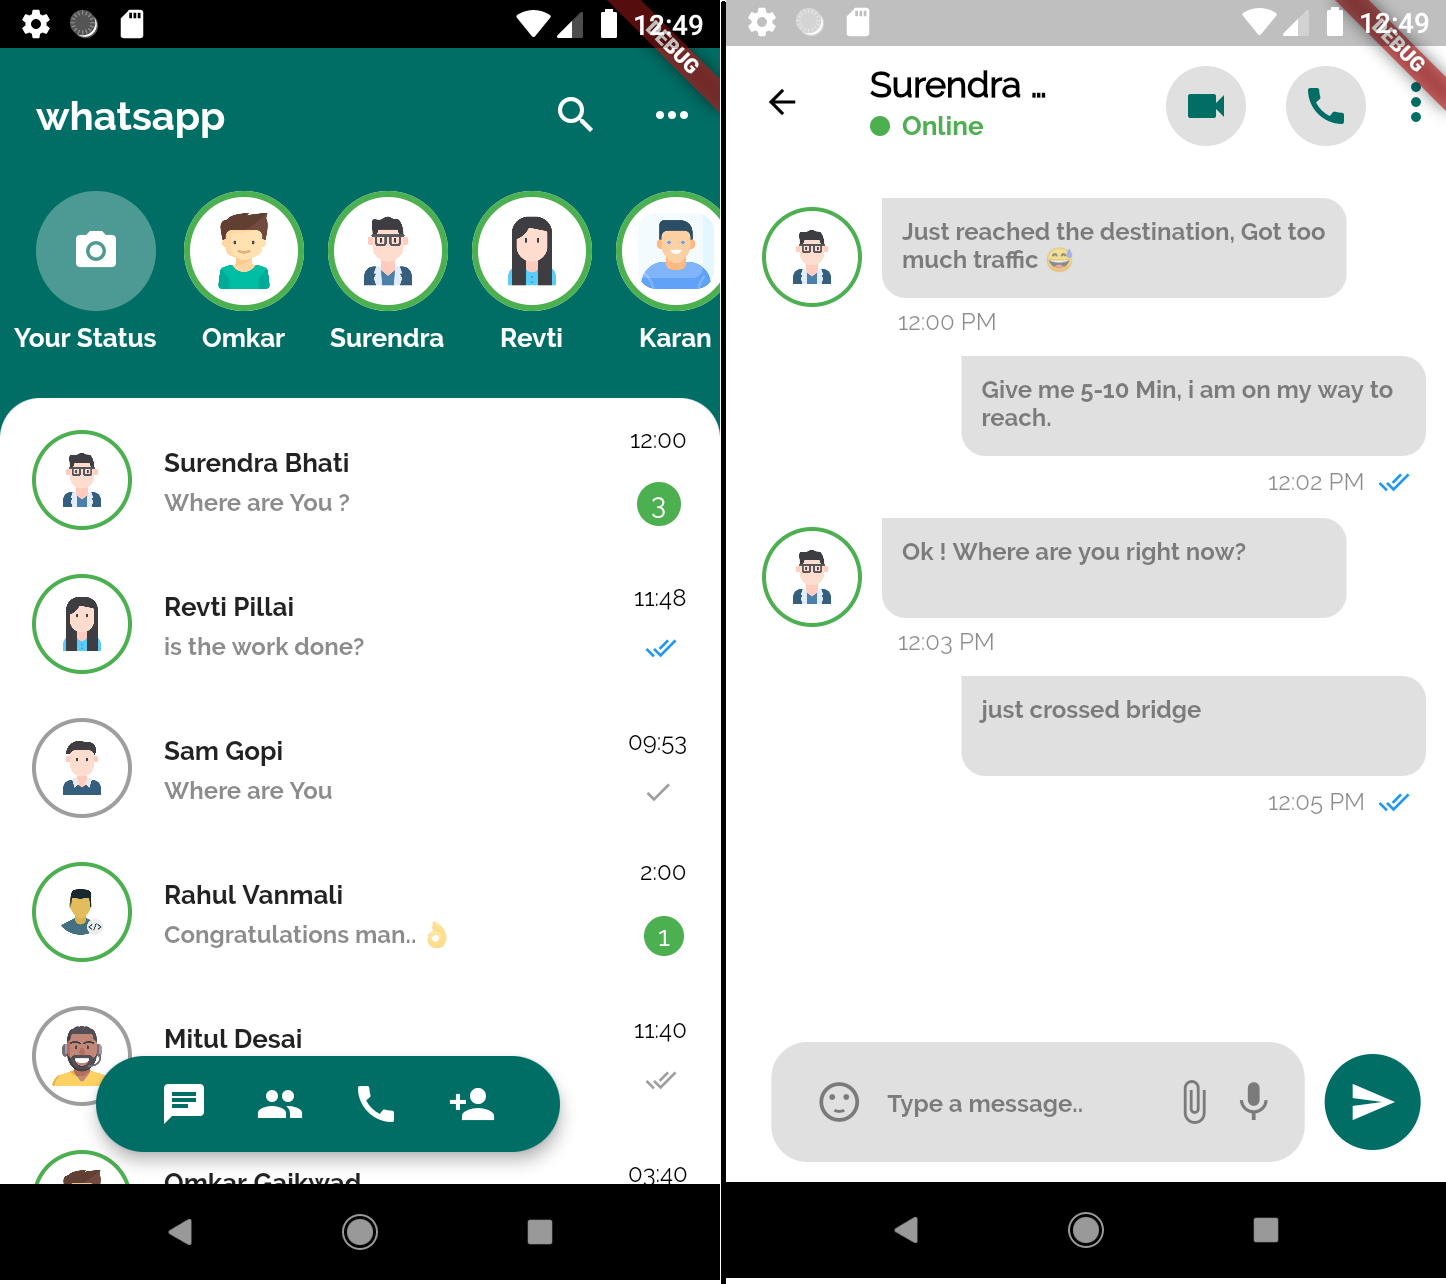 12:49
DEBUG
whatsapp
Your Status
Omkar
Surendra
Revti
Karan
Surendra Bhati
12:00
Where are You ?
3
Revti Pillai
11:48
is the work done?
Sam Gopi
09:53
Where are You
Rahul Vanmali
2:00
Congratulations man.. 👌
1
Mitul Desai
11:40
Omkar Gaikwad
03:40
12:49
DEBUG
Surendra ...
Online
Just reached the destination, Got too
much traffic 😅
12:00 PM
Give me 5-10 Min, i am on my way to
reach.
12:02 PM
Ok ! Where are you right now?
12:03 PM
just crossed bridge
12:05 PM
Type a message..